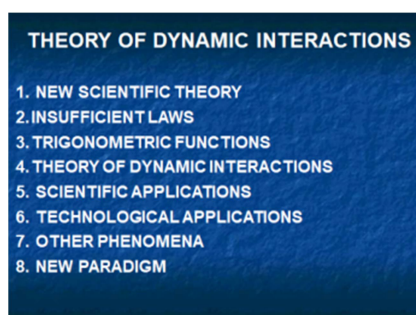 THEORY OF DYNAMIC INTERACTIONS
1. NEW SCIENTIFIC THEORY
2. INSUFFICIENT LAWS
3. TRIGONOMETRIC FUNCTIONS
4. THEORY OF DYNAMIC INTERACTIONS
5. SCIENTIFIC APPLICATIONS
6. TECHNOLOGICAL APPLICATIONS
7. OTHER PHENOMENA
8. NEW PARADIGM